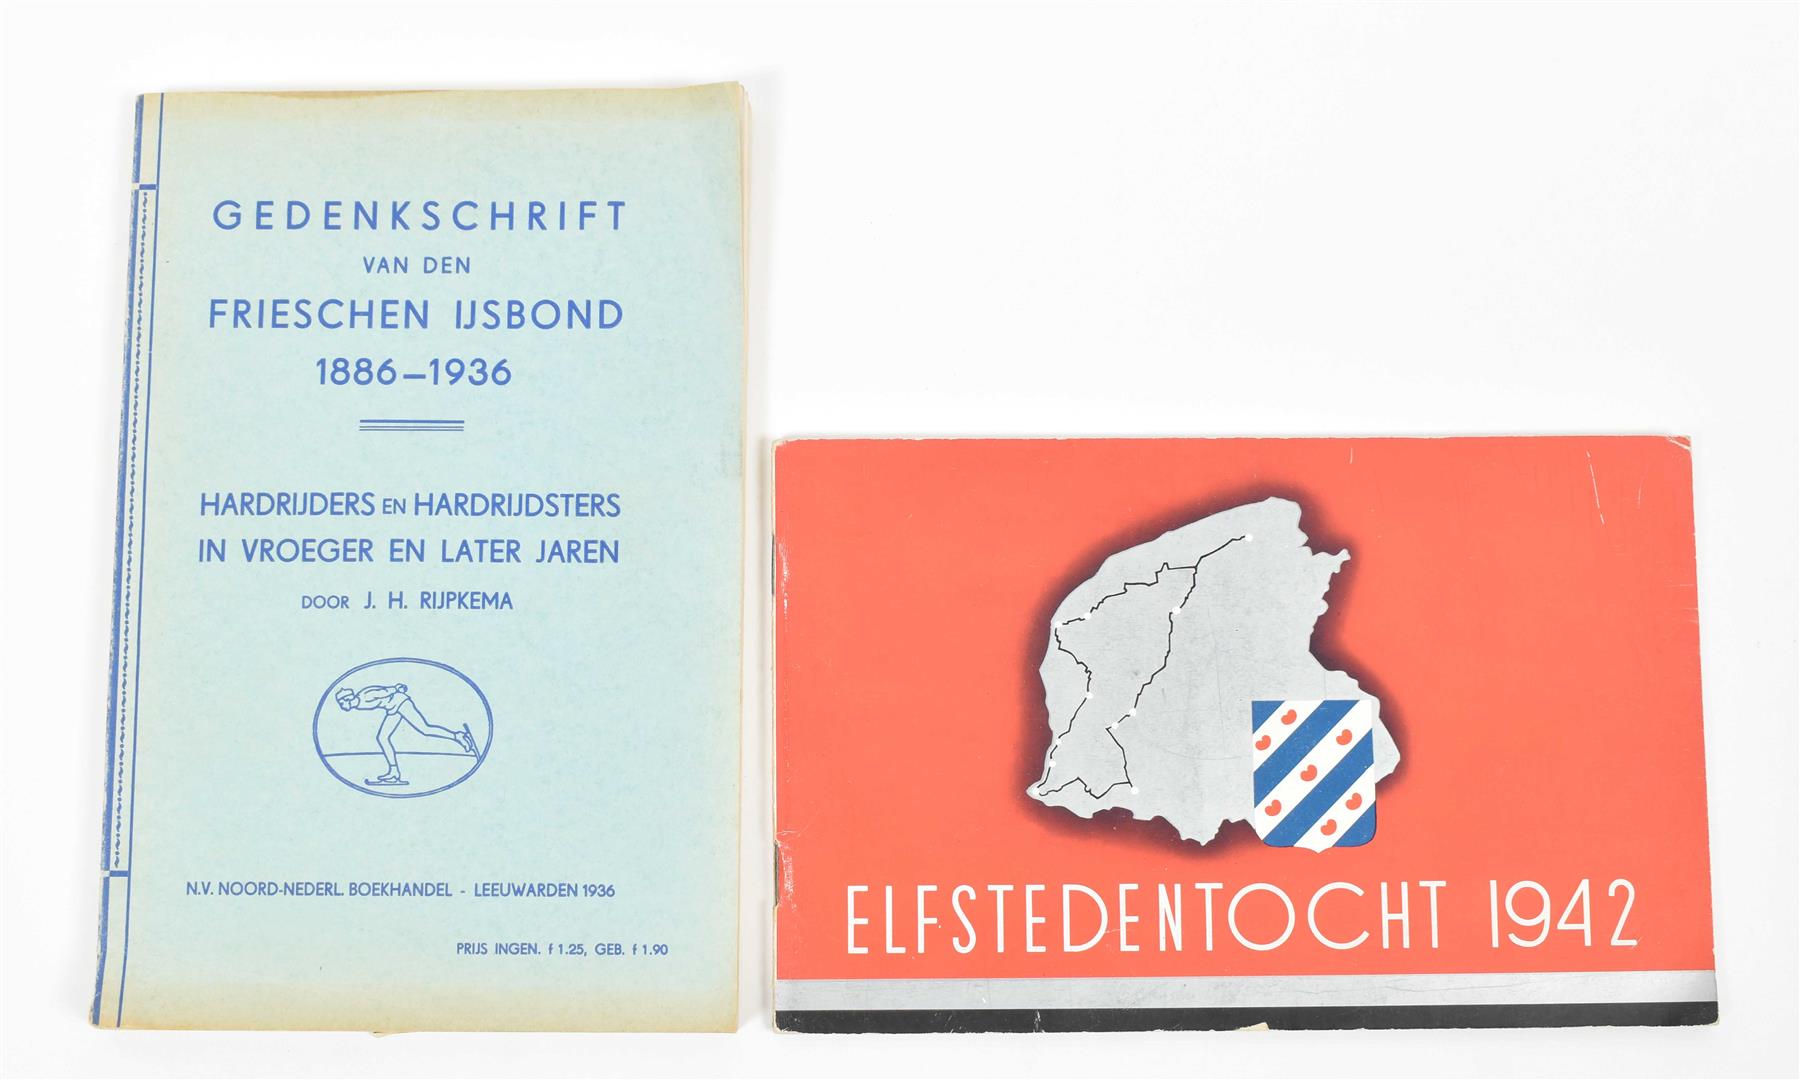 GEDENKSCHRIFT
VAN DEN
FRIESCHEN IJSBOND
1886–1936
HARDRIJDERS EN HARDRIJDSTERS
IN VROEGER EN LATER JAREN
DOOR J. H. RIJPKEMA
N.V. NOORD-NEDERL. BOEKHANDEL - LEEUWARDEN 1936
PRIJS INGEN. f 1.25, GEB. f 1.90
ELFSTEDENTOCHT 1942